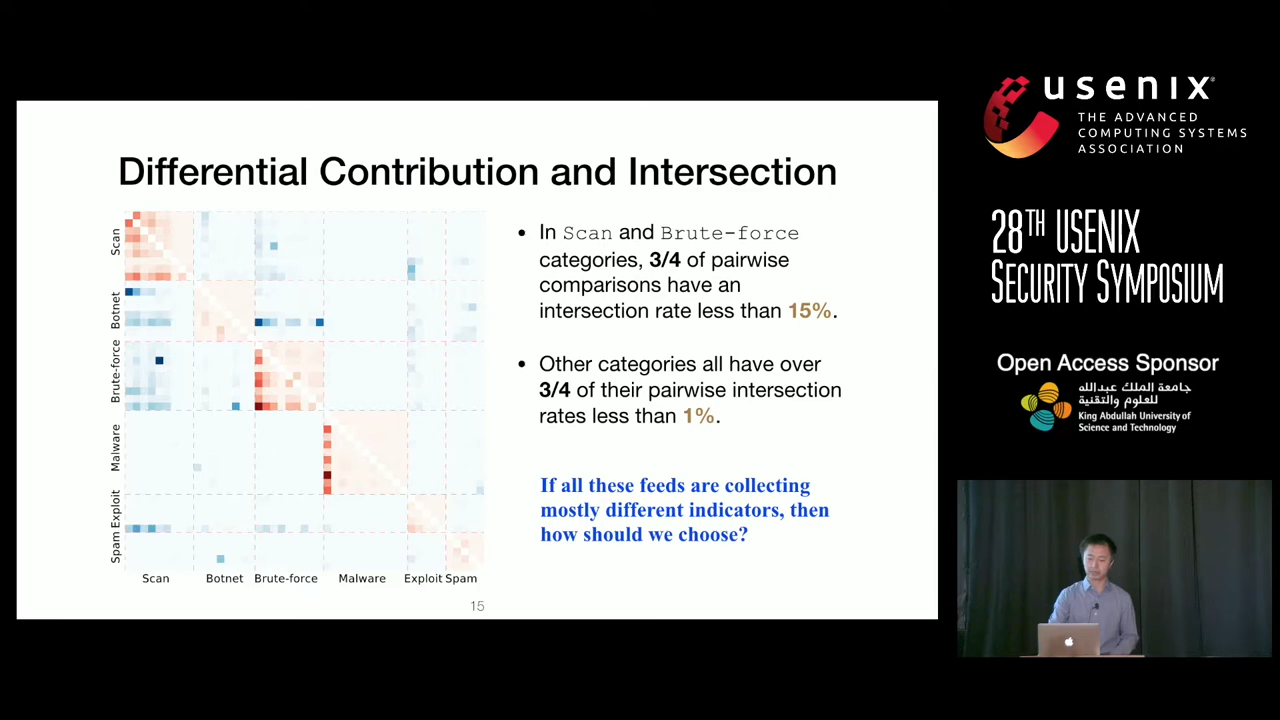 usenix
THE ADVANCED
COMPUTING SYSTEMS
ASSOCIATION
28TH USENIX
SECURITY SYMPOSIUM
Open Access Sponsor
جامعة الملك عبدالله
للعلوم والتقنية
King Abdullah University of
Science and Technology
Differential Contribution and Intersection
Scan
Botnet
Brute-force
Malware
Exploit
Spam
Scan Botnet Brute-force Malware Exploit Spam
• In Scan and Brute-force
categories, 3/4 of pairwise
comparisons have an
intersection rate less than 15%.
• Other categories all have over
3/4 of their pairwise intersection
rates less than 1%.
If all these feeds are collecting
mostly different indicators, then
how should we choose?
15